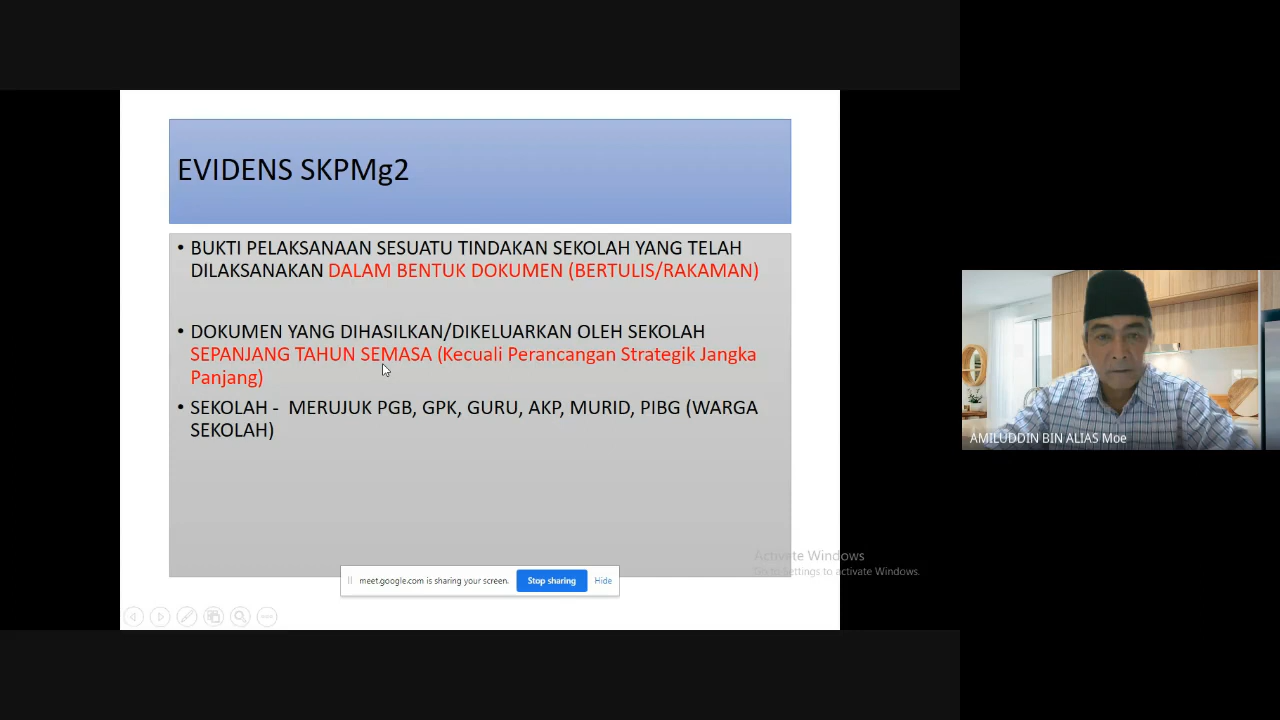 EVIDENS SKPMg2
• BUKTI PELAKSANAAN SESUATU TINDAKAN SEKOLAH YANG TELAH
DILAKSANAKAN DALAM BENTUK DOKUMEN (BERTULIS/RAKAMAN)
• DOKUMEN YANG DIHASILKAN/DIKELUARKAN OLEH SEKOLAH
SEPANJANG TAHUN SEMASA (Kecuali Perancangan Strategik Jangka
Panjang)
• SEKOLAH - MERUJUK PGB, GPK, GURU, AKP, MURID, PIBG (WARGA
SEKOLAH)
AMILUDDIN BIN ALIAS Moe
Activate Windows
Go to Settings to activate Windows.
meet.google.com is sharing your screen.
Stop sharing
Hide